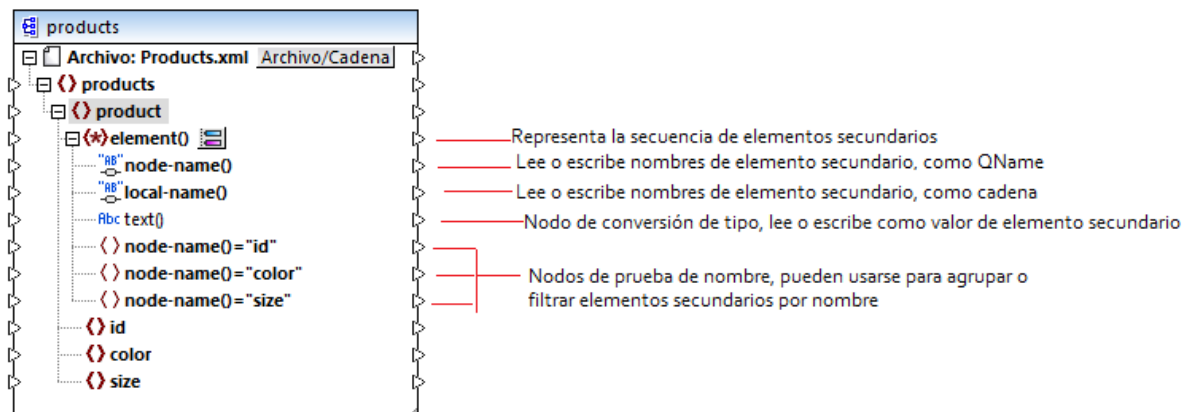 products
Archivo: Products.xml Archivo/Cadena
products
product
element()
Representa la secuencia de elementos secundarios
"AB" node-name()
Lee o escribe nombres de elemento secundario, como QName
"AB" local-name()
Lee o escribe nombres de elemento secundario, como cadena
Abc text()
Nodo de conversión de tipo, lee o escribe como valor de elemento secundario
node-name()="id"
node-name()="color"
node-name()="size"
Nodos de prueba de nombre, pueden usarse para agrupar o
filtrar elementos secundarios por nombre
id
color
size